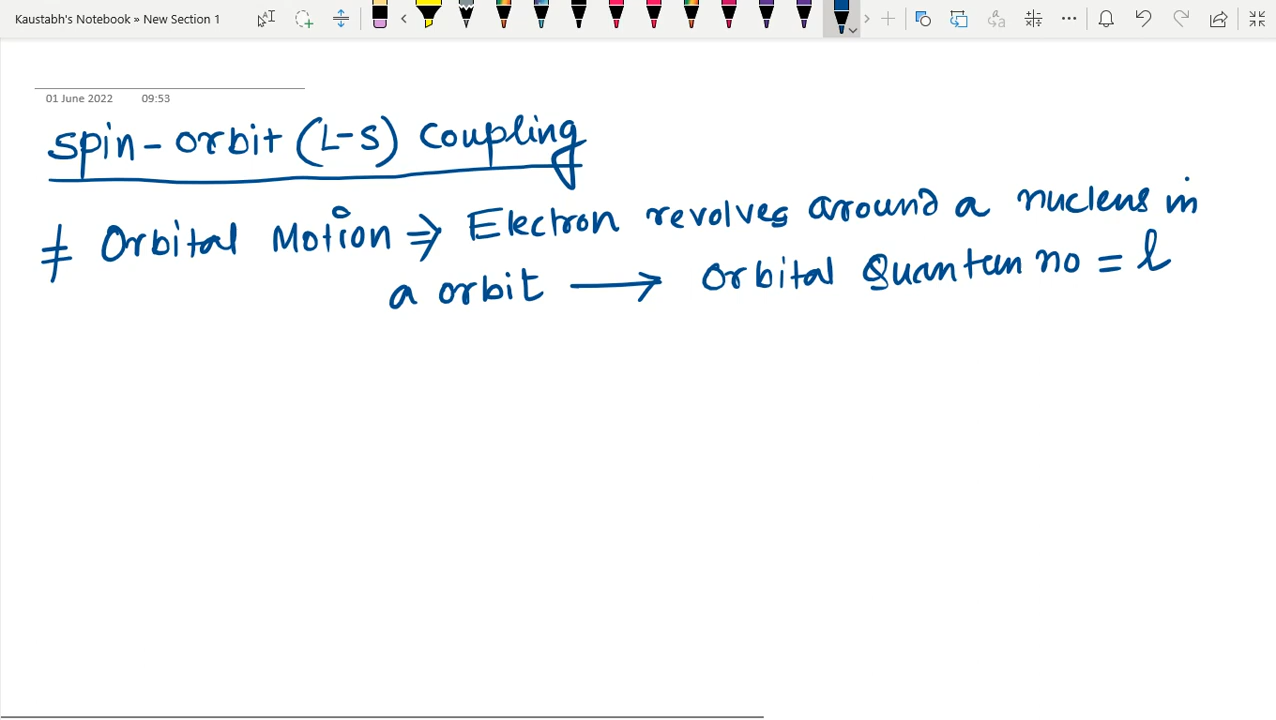 Kaustabh's Notebook » New Section 1
01 June 2022 09:53
Spin-orbit (L-S) Coupling
≠ Orbital Motion ⇒ Electron revolves around a nucleus in
a orbit → Orbital Quantum no = l